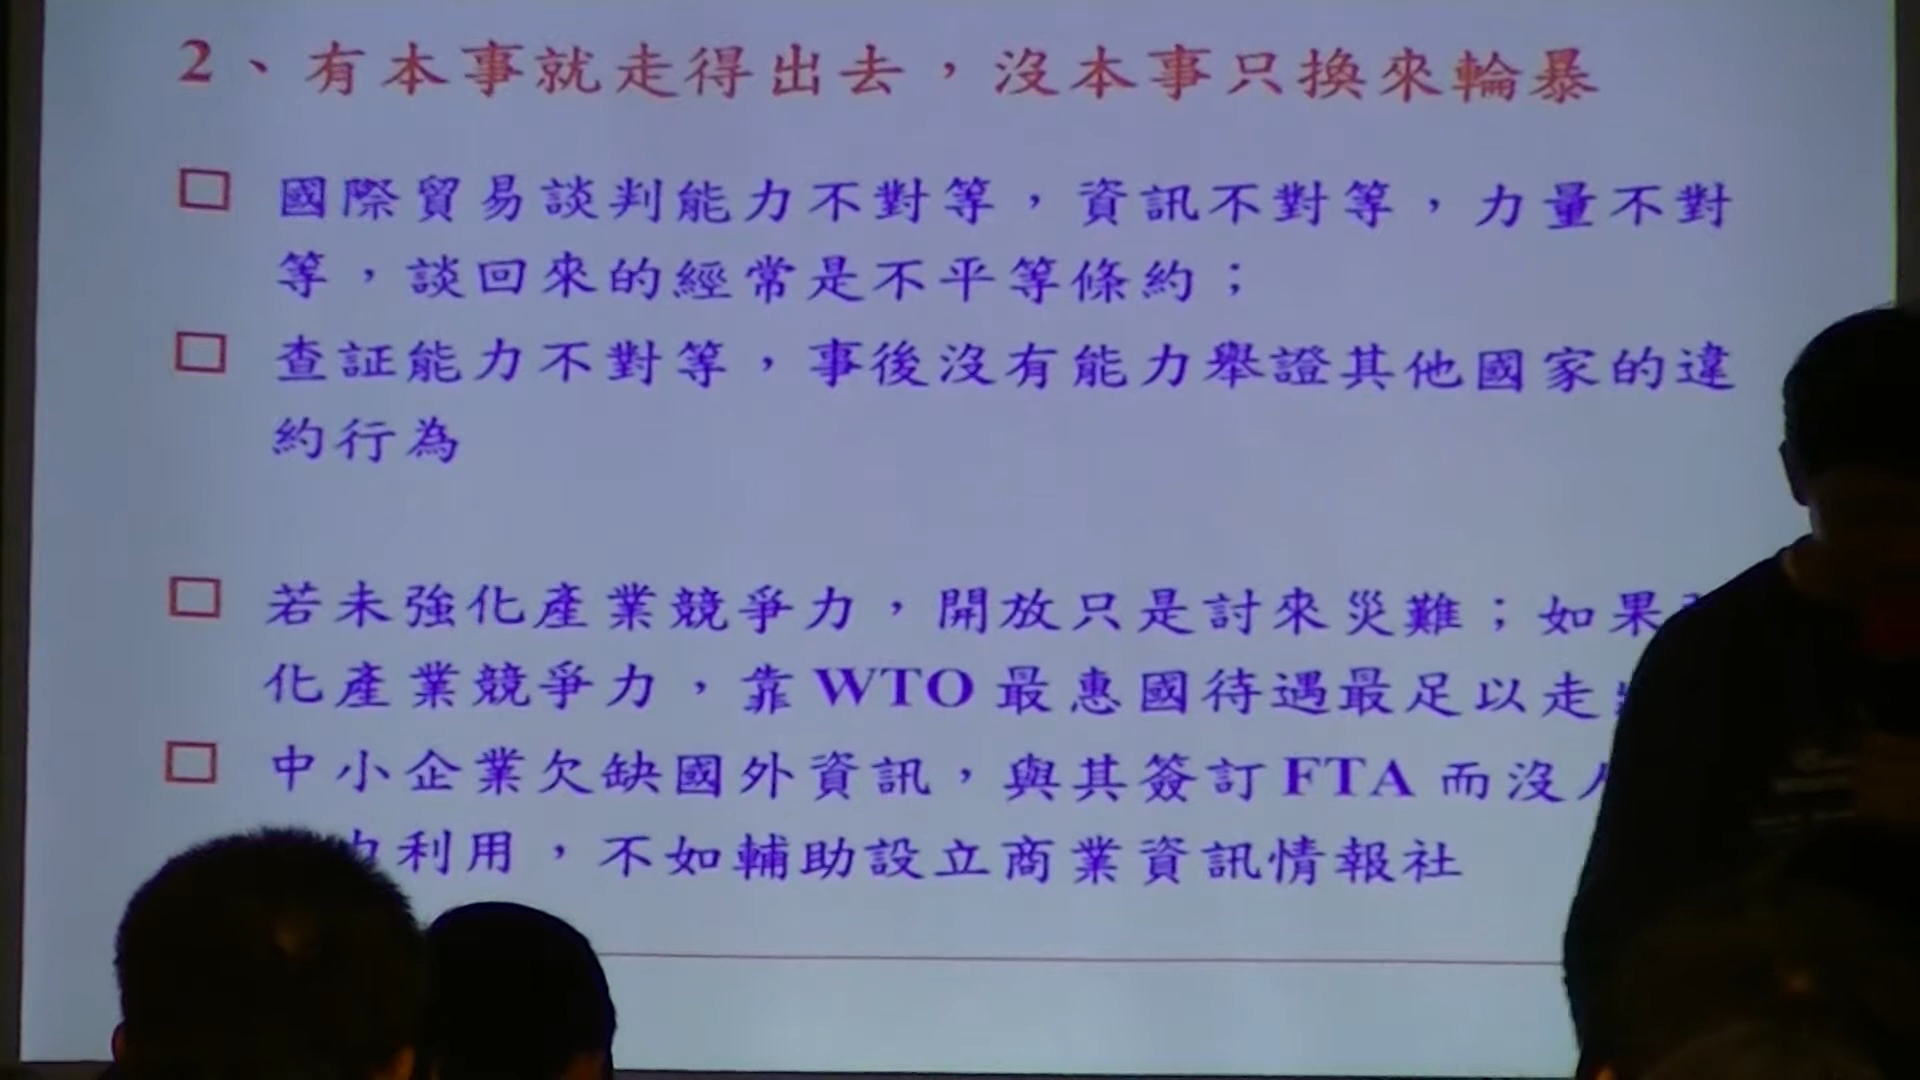 2、有本事就走得出去，沒本事只換來輪暴
□ 國際貿易談判能力不對等，資訊不對等，力量不對
等，談回來的經常是不平等條約；
□ 查証能力不對等，事後沒有能力舉證其他國家的違
約行為
□ 若未強化產業競爭力，開放只是討來災難；如果
化產業競爭力，靠WTO最惠國待遇最足以走
□ 中小企業欠缺國外資訊，與其簽訂FTA而沒
利用，不如輔助設立商業資訊情報社